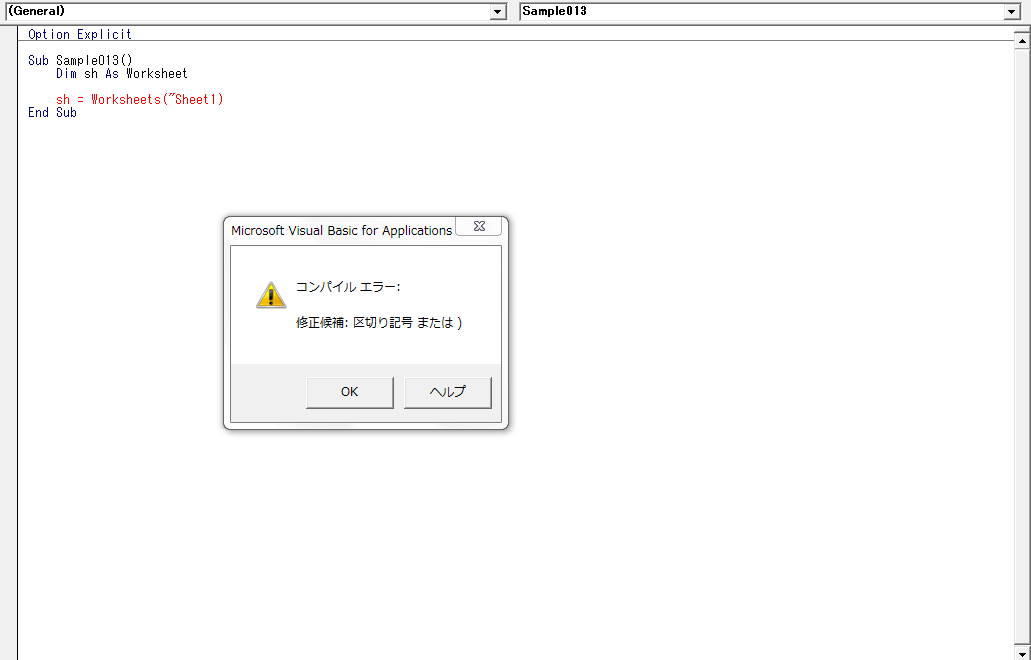 (General)
Sample013
Option Explicit
Sub Sample013()
Dim sh As Worksheet
sh = Worksheets("Sheet1)
End Sub
Microsoft Visual Basic for Applications
コンパイル エラー:
修正候補: 区切り記号 または )
OK
ヘルプ